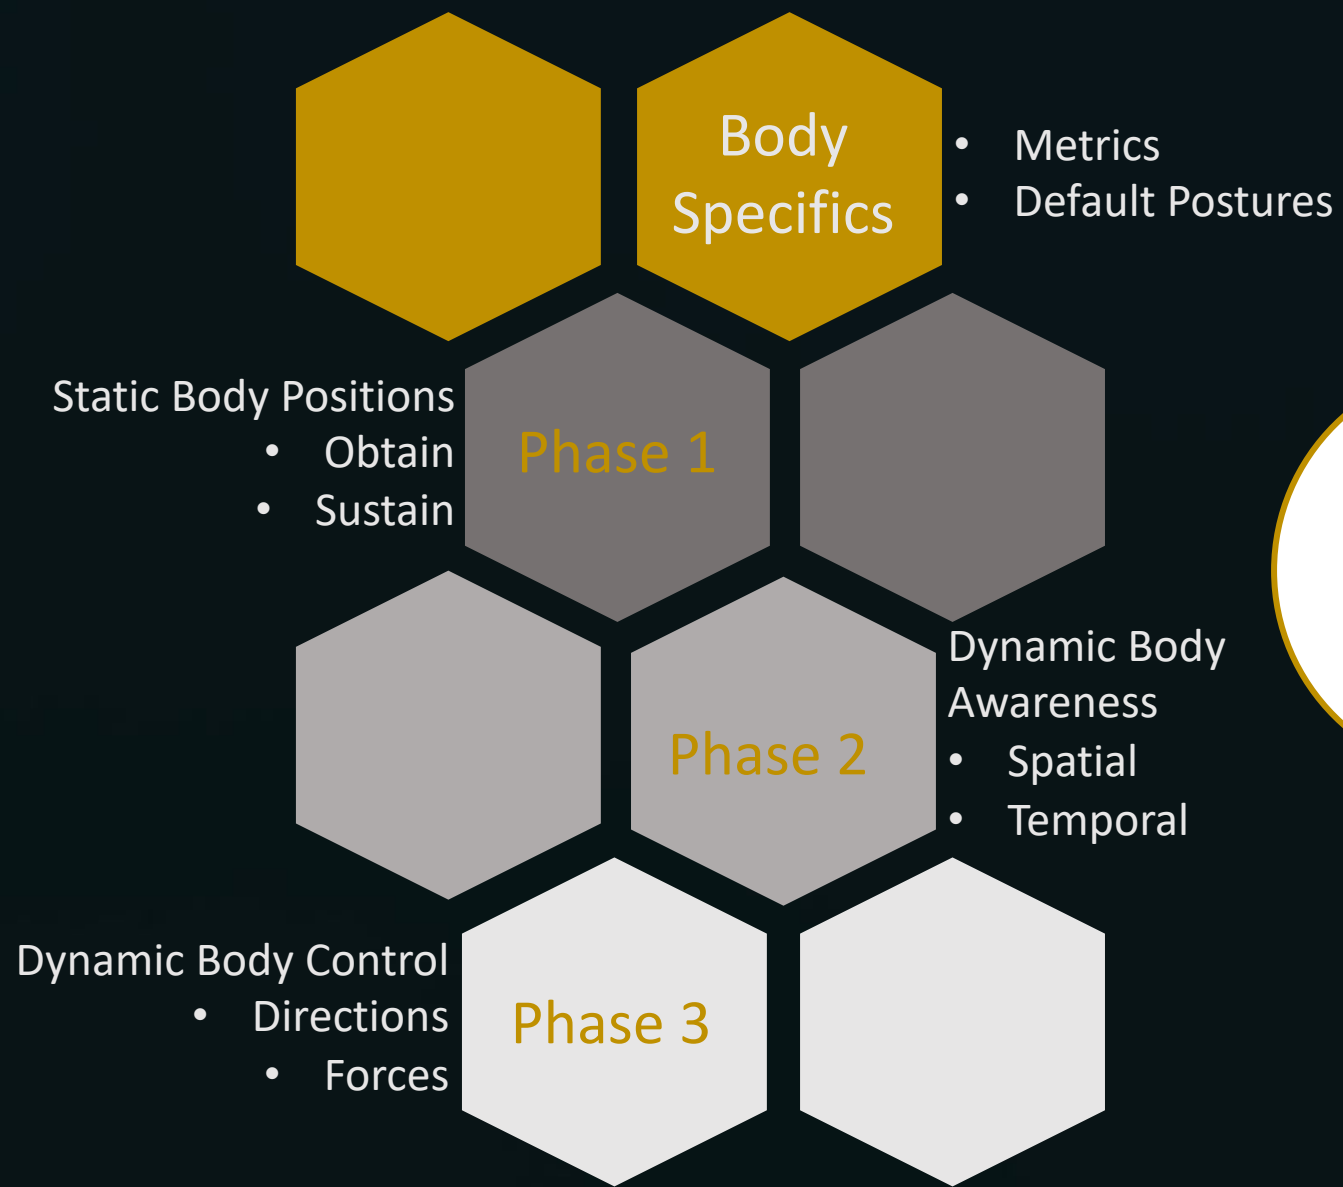 Body
Specifics
• Metrics
• Default Postures
Static Body Positions
• Obtain
• Sustain
Phase 1
Phase 2
Dynamic Body
Awareness
• Spatial
• Temporal
Dynamic Body Control
• Directions
• Forces
Phase 3